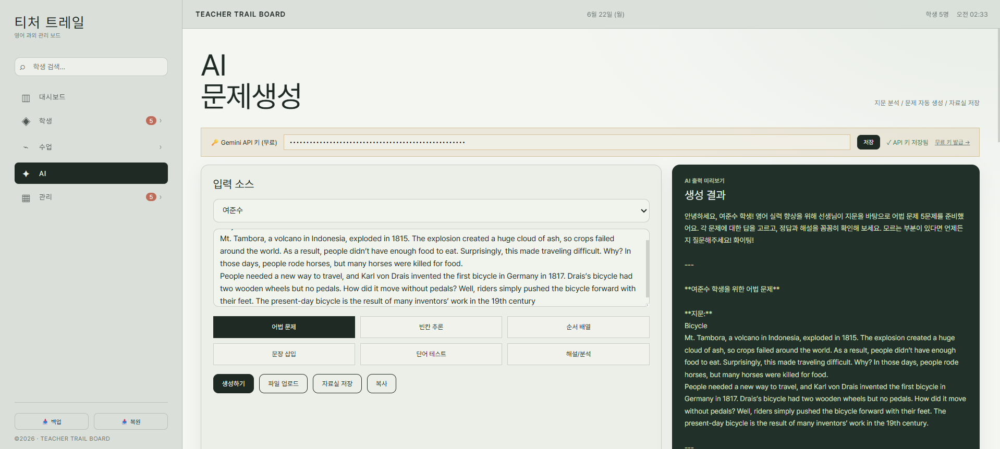 티처 트레일
영어 과외 관리 보드
학생 검색...
대시보드
학생
5
수업
AI
관리
5
백업
복원
©2026 · TEACHER TRAIL BOARD
TEACHER TRAIL BOARD
6월 22일 (월)
학생 5명
오전 02:33
AI
문제생성
지문 분석 / 문제 자동 생성 / 자료실 저장
Gemini API 키 (무료)
저장
✓ API 키 저장됨
무료 키 발급 →
입력 소스
여준수
Mt. Tambora, a volcano in Indonesia, exploded in 1815. The explosion created a huge cloud of ash, so crops failed
around the world. As a result, people didn’t have enough food to eat. Surprisingly, this made traveling difficult. Why? In
those days, people rode horses, but many horses were killed for food.
People needed a new way to travel, and Karl von Drais invented the first bicycle in Germany in 1817. Drais’s bicycle had
two wooden wheels but no pedals. How did it move without pedals? Well, riders simply pushed the bicycle forward with
their feet. The present-day bicycle is the result of many inventors’ work in the 19th century
어법 문제
빈칸 추론
순서 배열
문장 삽입
단어 테스트
해설/분석
생성하기
파일 업로드
자료실 저장
복사
AI 출력 미리보기
생성 결과
안녕하세요, 여준수 학생! 영어 실력 향상을 위해 선생님이 지문을 바탕으로 어법 문제 5문제를 준비했
어요. 각 문제에 대한 답을 고르고, 정답과 해설을 꼼꼼히 확인해 보세요. 모르는 부분이 있다면 언제든
지 질문해주세요! 화이팅!
---
**여준수 학생을 위한 어법 문제**
**지문:**
Bicycle
Mt. Tambora, a volcano in Indonesia, exploded in 1815. The explosion created a huge
cloud of ash, so crops failed around the world. As a result, people didn’t have enough
food to eat. Surprisingly, this made traveling difficult. Why? In those days, people rode
horses, but many horses were killed for food.
People needed a new way to travel, and Karl von Drais invented the first bicycle in
Germany in 1817. Drais’s bicycle had two wooden wheels but no pedals. How did it move
without pedals? Well, riders simply pushed the bicycle forward with their feet. The
present-day bicycle is the result of many inventors’ work in the 19th century.
---